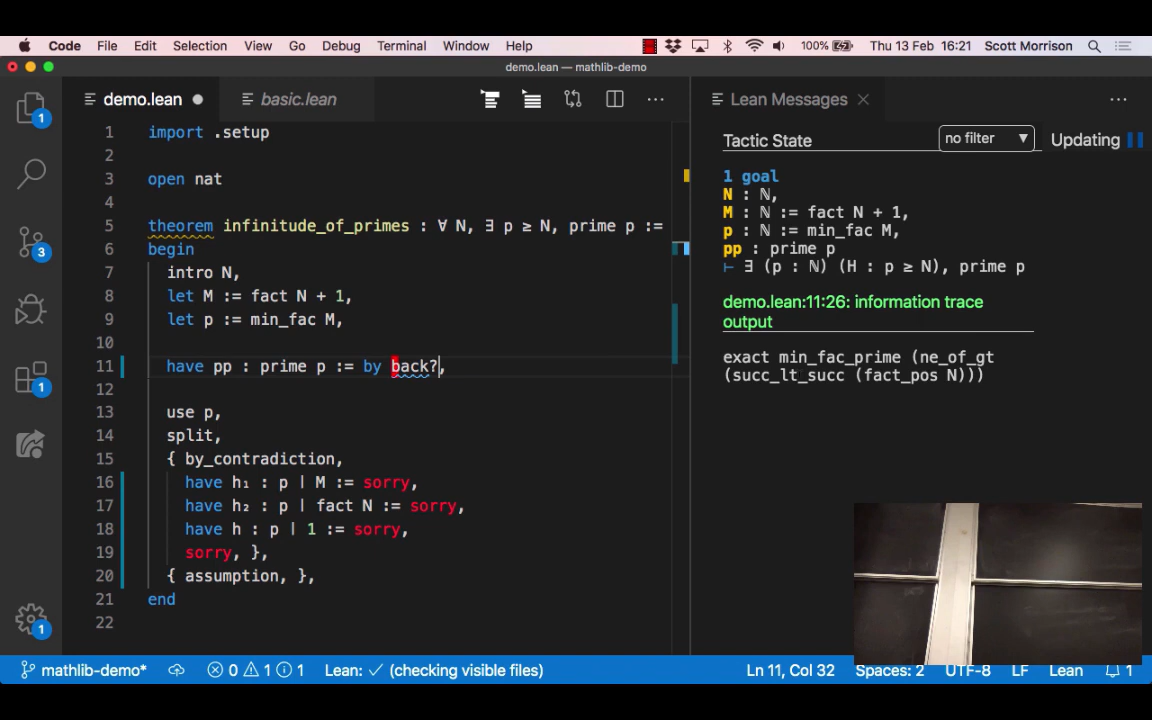 Code File Edit Selection View Go Debug Terminal Window Help 100% Thu 13 Feb 16:21 Scott Morrison
demo.lean — mathlib-demo
demo.lean basic.lean Lean Messages
1 import .setup
2
3 open nat
4
5 theorem infinitude_of_primes : ∀ N, ∃ p ≥ N, prime p :=
6 begin
7 intro N,
8 let M := fact N + 1,
9 let p := min_fac M,
10
11 have pp : prime p := by back?,
12
13 use p,
14 split,
15 { by_contradiction,
16 have h₁ : p | M := sorry,
17 have h₂ : p | fact N := sorry,
18 have h : p | 1 := sorry,
19 sorry, },
20 { assumption, },
21 end
22
Tactic State no filter Updating
1 goal
N : ℕ,
M : ℕ := fact N + 1,
p : ℕ := min_fac M,
pp : prime p
⊢ ∃ (p : ℕ) (H : p ≥ N), prime p
demo.lean:11:26: information trace
output
exact min_fac_prime (ne_of_gt
(succ_lt_succ (fact_pos N)))
1
3
1
1
mathlib-demo* 0 1 1 Lean: ✓ (checking visible files) Ln 11, Col 32 Spaces: 2 UTF-8 LF Lean 1